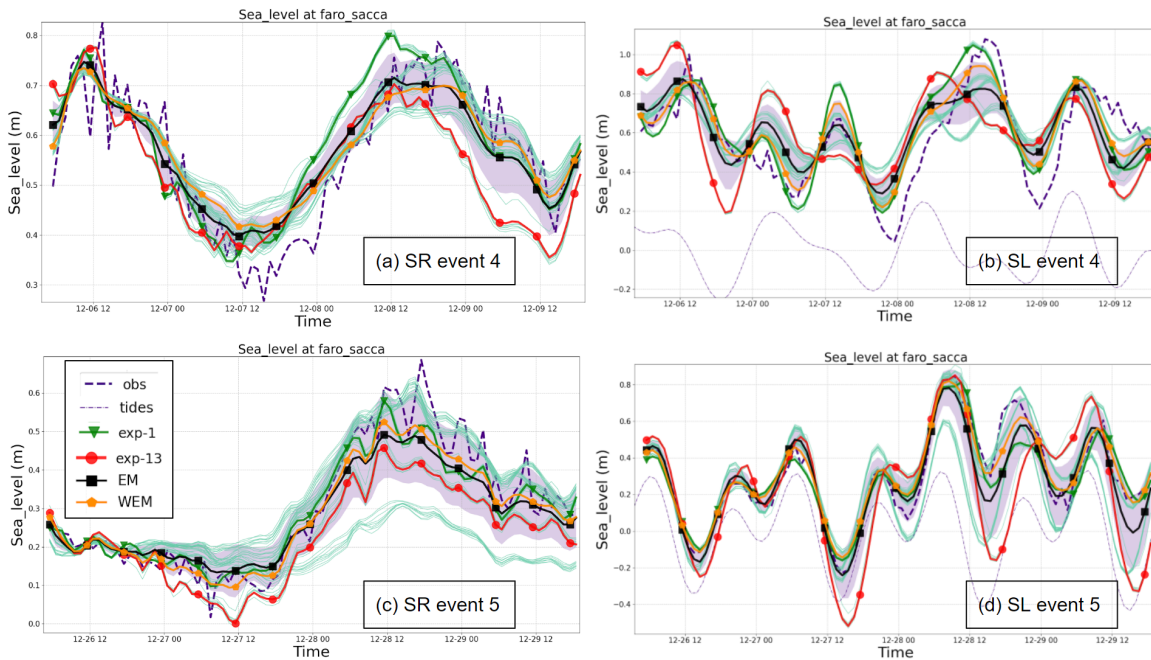 Sea_level at faro_sacca
Sea_level (m)
0.8
0.7
0.6
0.5
0.4
0.3
(a) SR event 4
12-06 12
12-07 00
12-07 12
12-08 00
12-08 12
12-09 00
12-09 12
Time
Sea_level at faro_sacca
Sea_level (m)
1.0
0.8
0.6
0.4
0.2
0.0
−0.2
(b) SL event 4
12-06 12
12-07 00
12-07 12
12-08 00
12-08 12
12-09 00
12-09 12
Time
Sea_level at faro_sacca
Sea_level (m)
0.6
0.5
0.4
0.3
0.2
0.1
0.0
obs
tides
exp-1
exp-13
EM
WEM
(c) SR event 5
12-26 12
12-27 00
12-27 12
12-28 00
12-28 12
12-29 00
12-29 12
Time
Sea_level at faro_sacca
Sea_level (m)
0.8
0.6
0.4
0.2
0.0
−0.2
−0.4
(d) SL event 5
12-26 12
12-27 00
12-27 12
12-28 00
12-28 12
12-29 00
12-29 12
Time